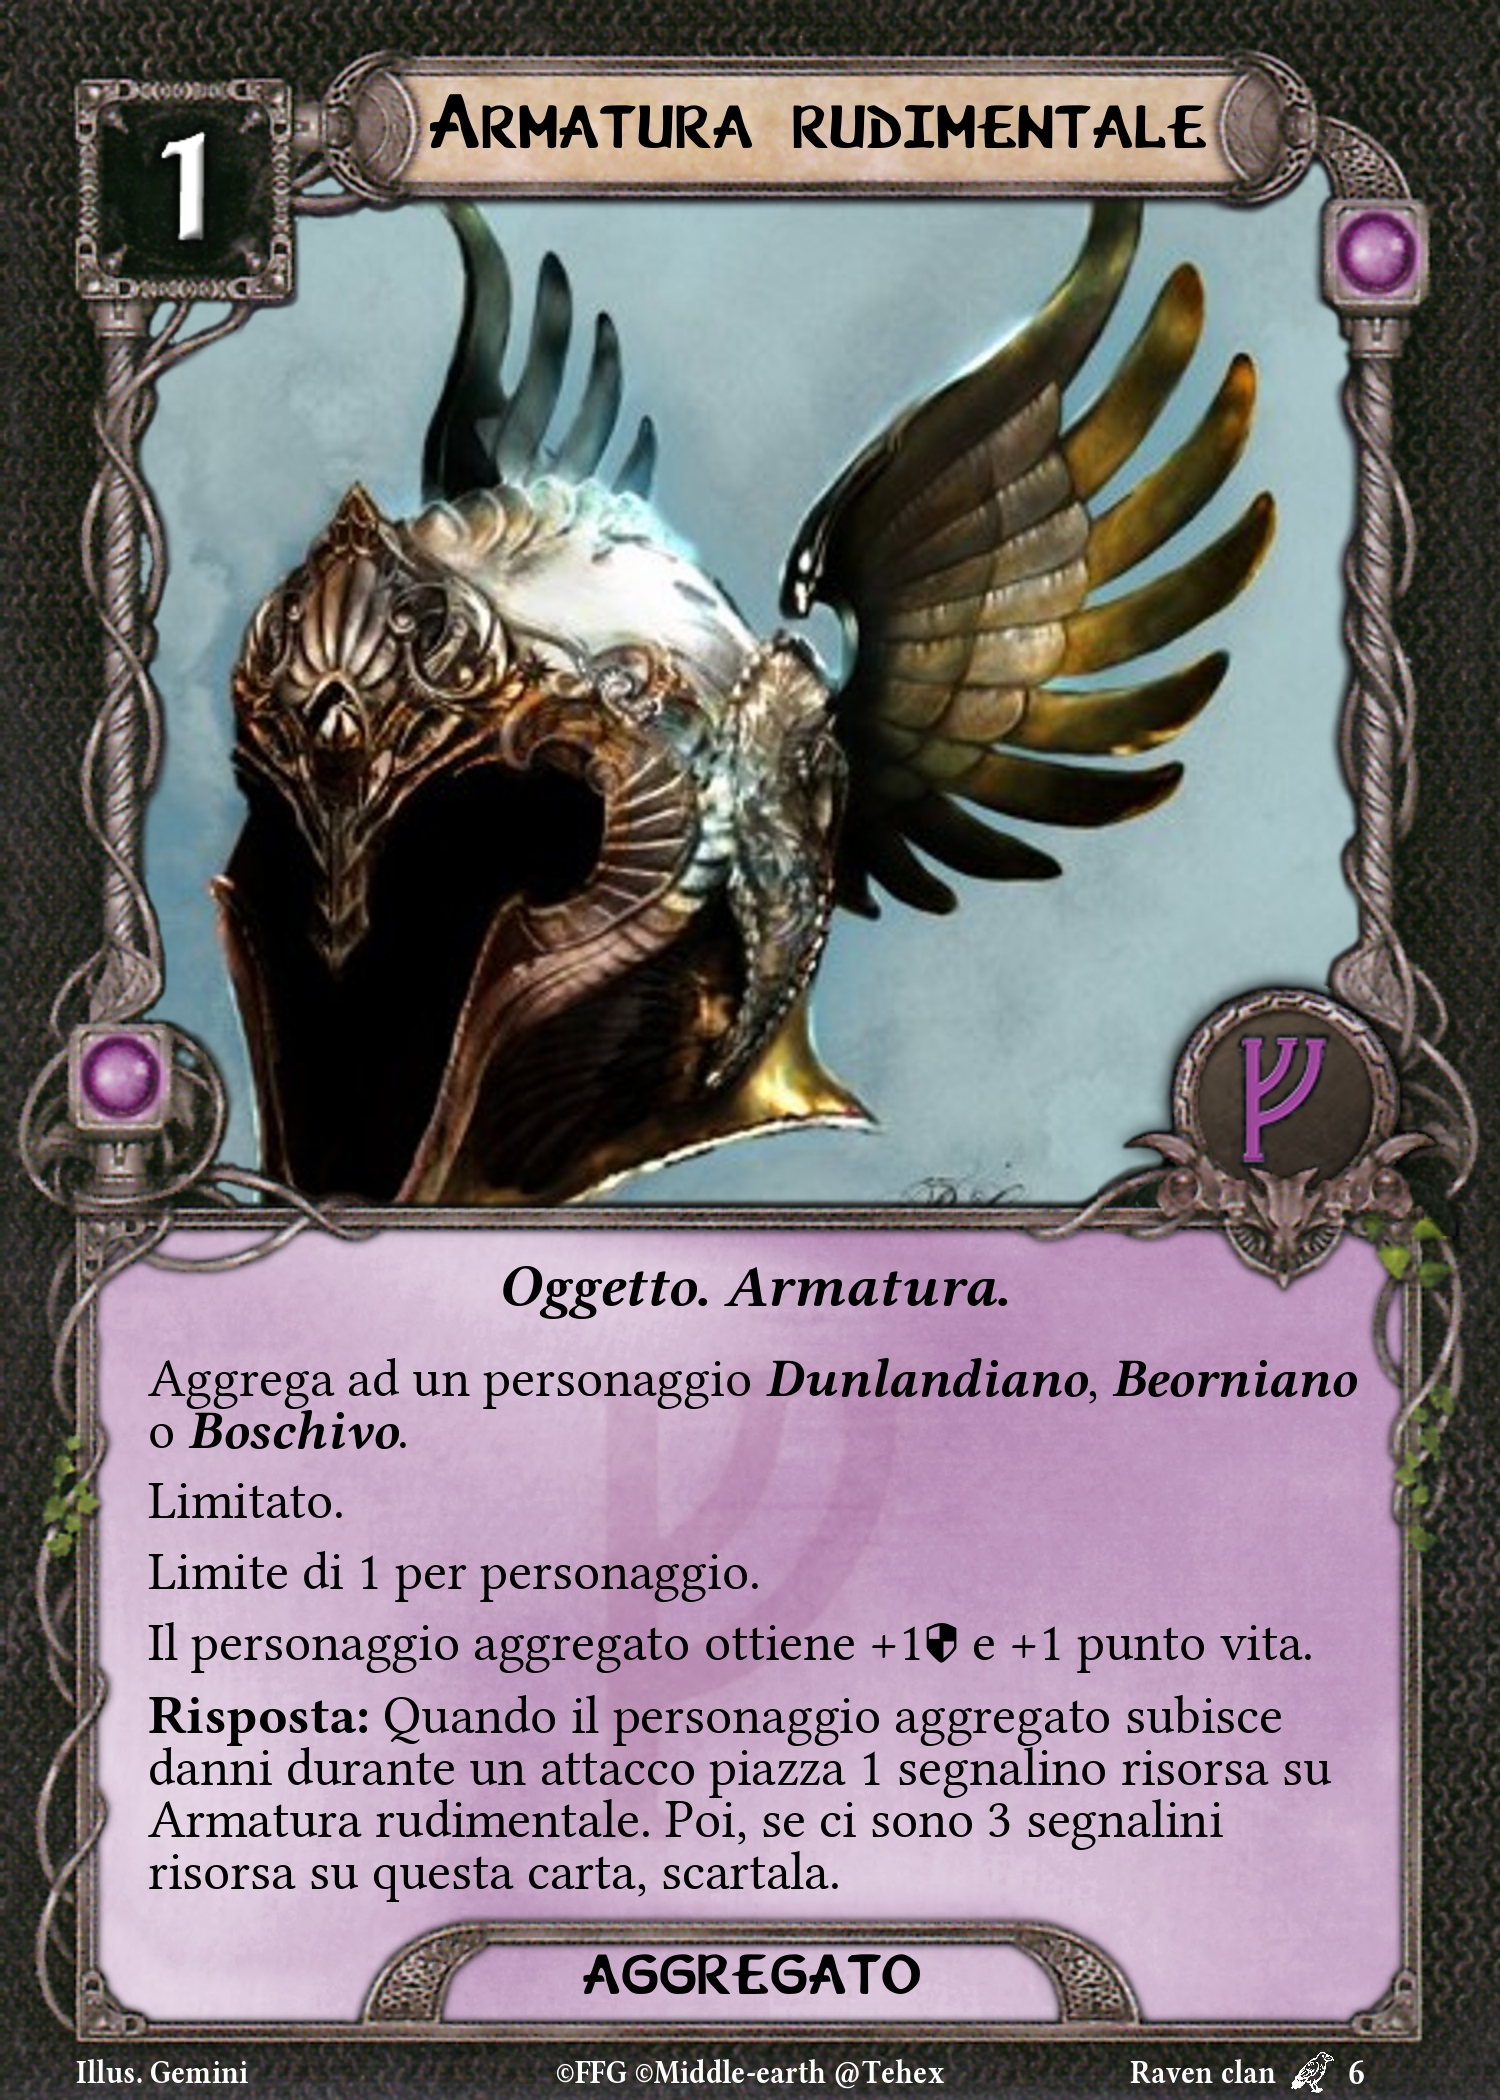 1
Armatura rudimentale
Oggetto. Armatura.
Aggrega ad un personaggio Dunlandiano, Beorniano
o Boschivo.
Limitato.
Limite di 1 per personaggio.
Il personaggio aggregato ottiene +1 e +1 punto vita.
Risposta: Quando il personaggio aggregato subisce
danni durante un attacco piazza 1 segnalino risorsa su
Armatura rudimentale. Poi, se ci sono 3 segnalini
risorsa su questa carta, scartala.
AGGREGATO
Illus. Gemini ©FFG ©Middle-earth @Tehex Raven clan 6